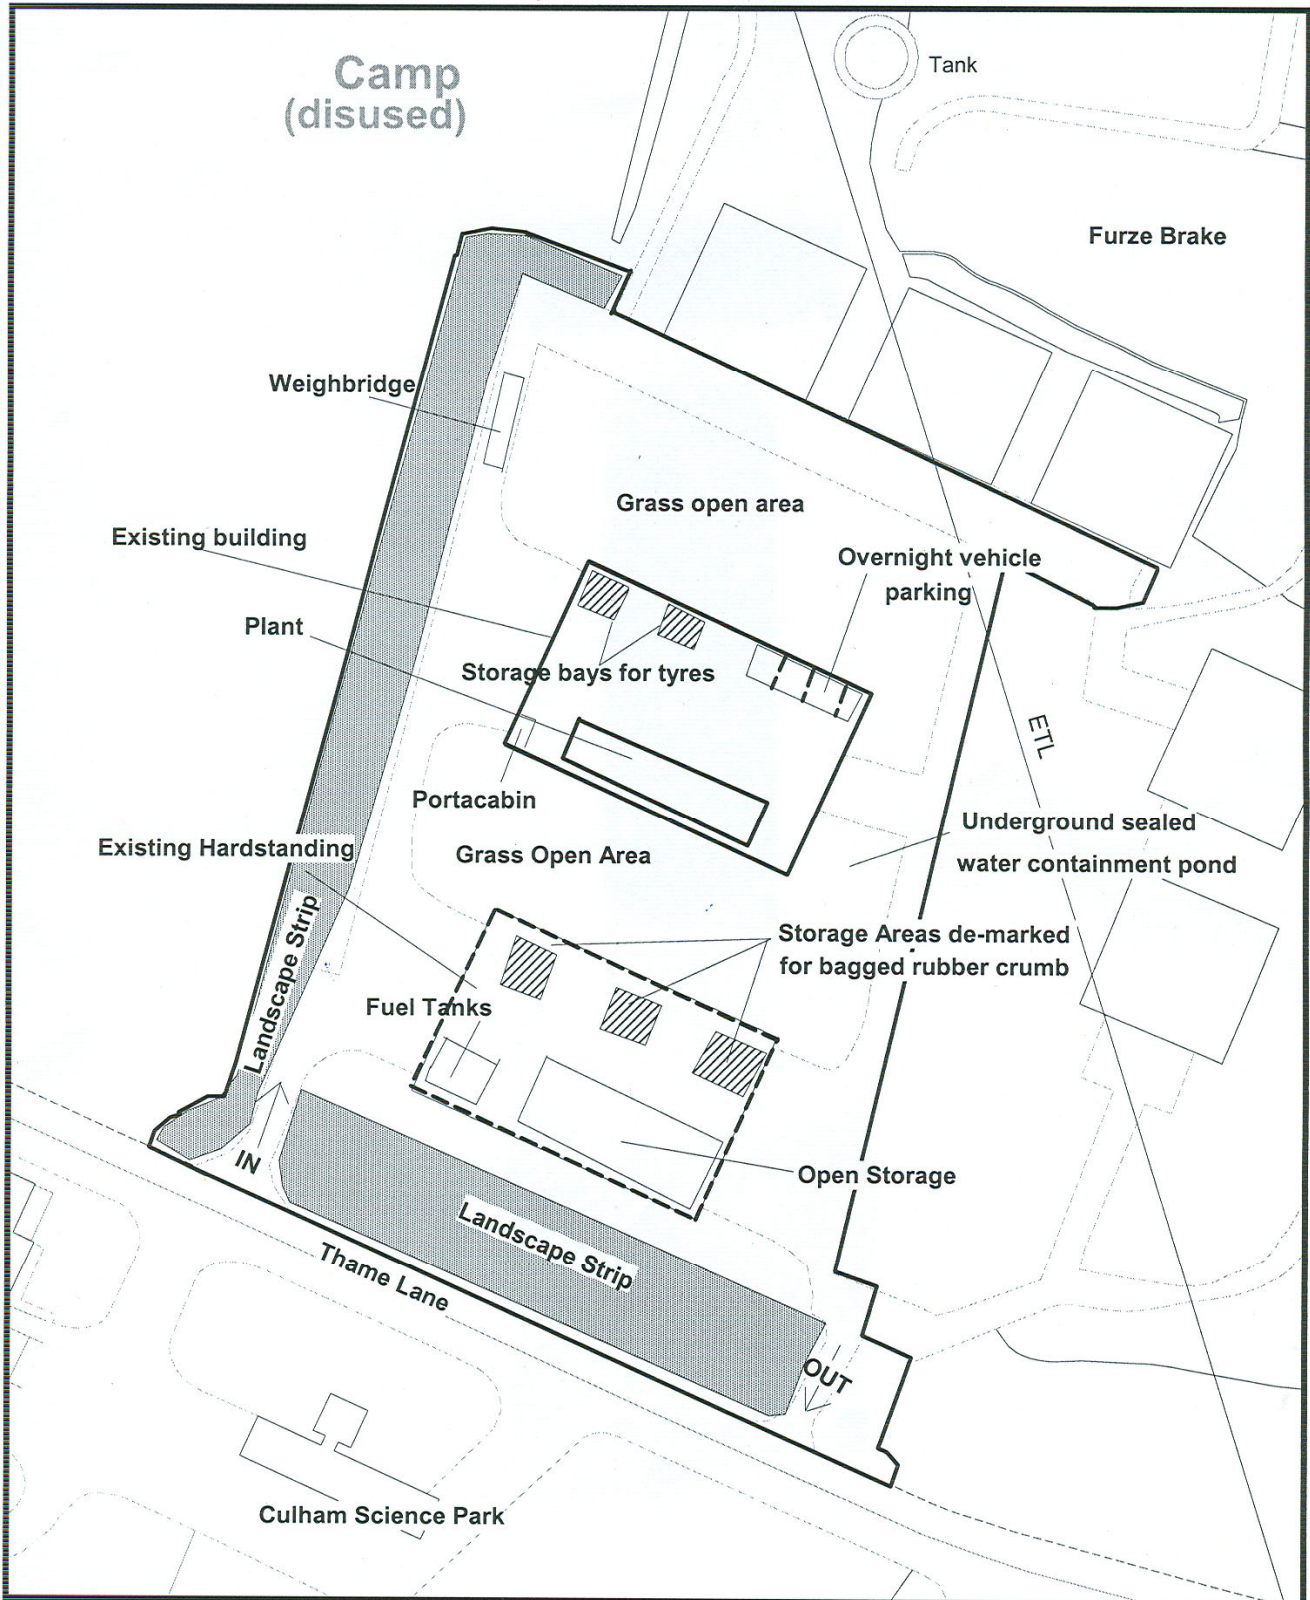 Camp
(disused)
Tank
Furze Brake
Weighbridge
Grass open area
Existing building
Overnight vehicle
parking
Plant
Storage bays for tyres
ETL
Portacabin
Underground sealed
water containment pond
Existing Hardstanding
Grass Open Area
Landscape Strip
Storage Areas de-marked
for bagged rubber crumb
Fuel Tanks
IN
Open Storage
Landscape Strip
Thame Lane
OUT
Culham Science Park